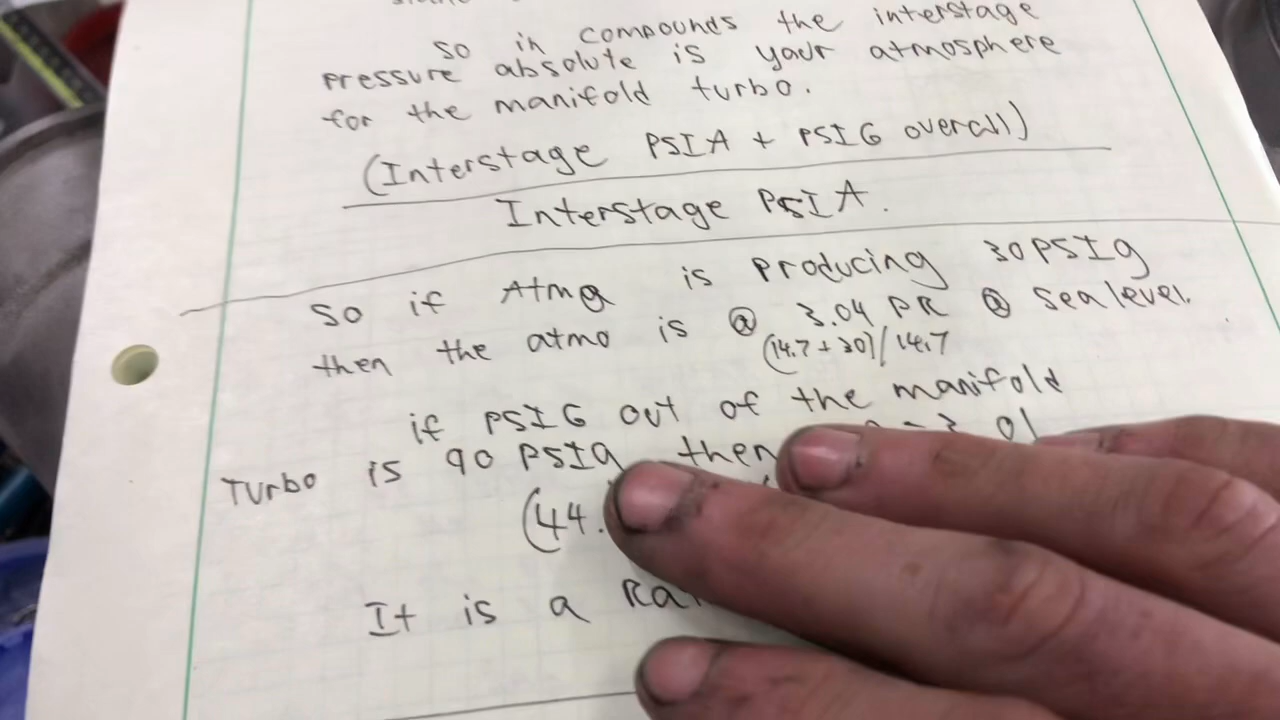 so in compounds the interstage
pressure absolute is your atmosphere
for the manifold turbo.
(Interstage PSIA + PSIG overall)
Interstage PSIA.
so if Atmo is producing 30PSIG
then the atmo is @ 3.04 PR @ sea level.
(14.7 + 30)/14.7
if PSIG out of the manifold
Turbo is 90 PSIG then
(44.
It is a